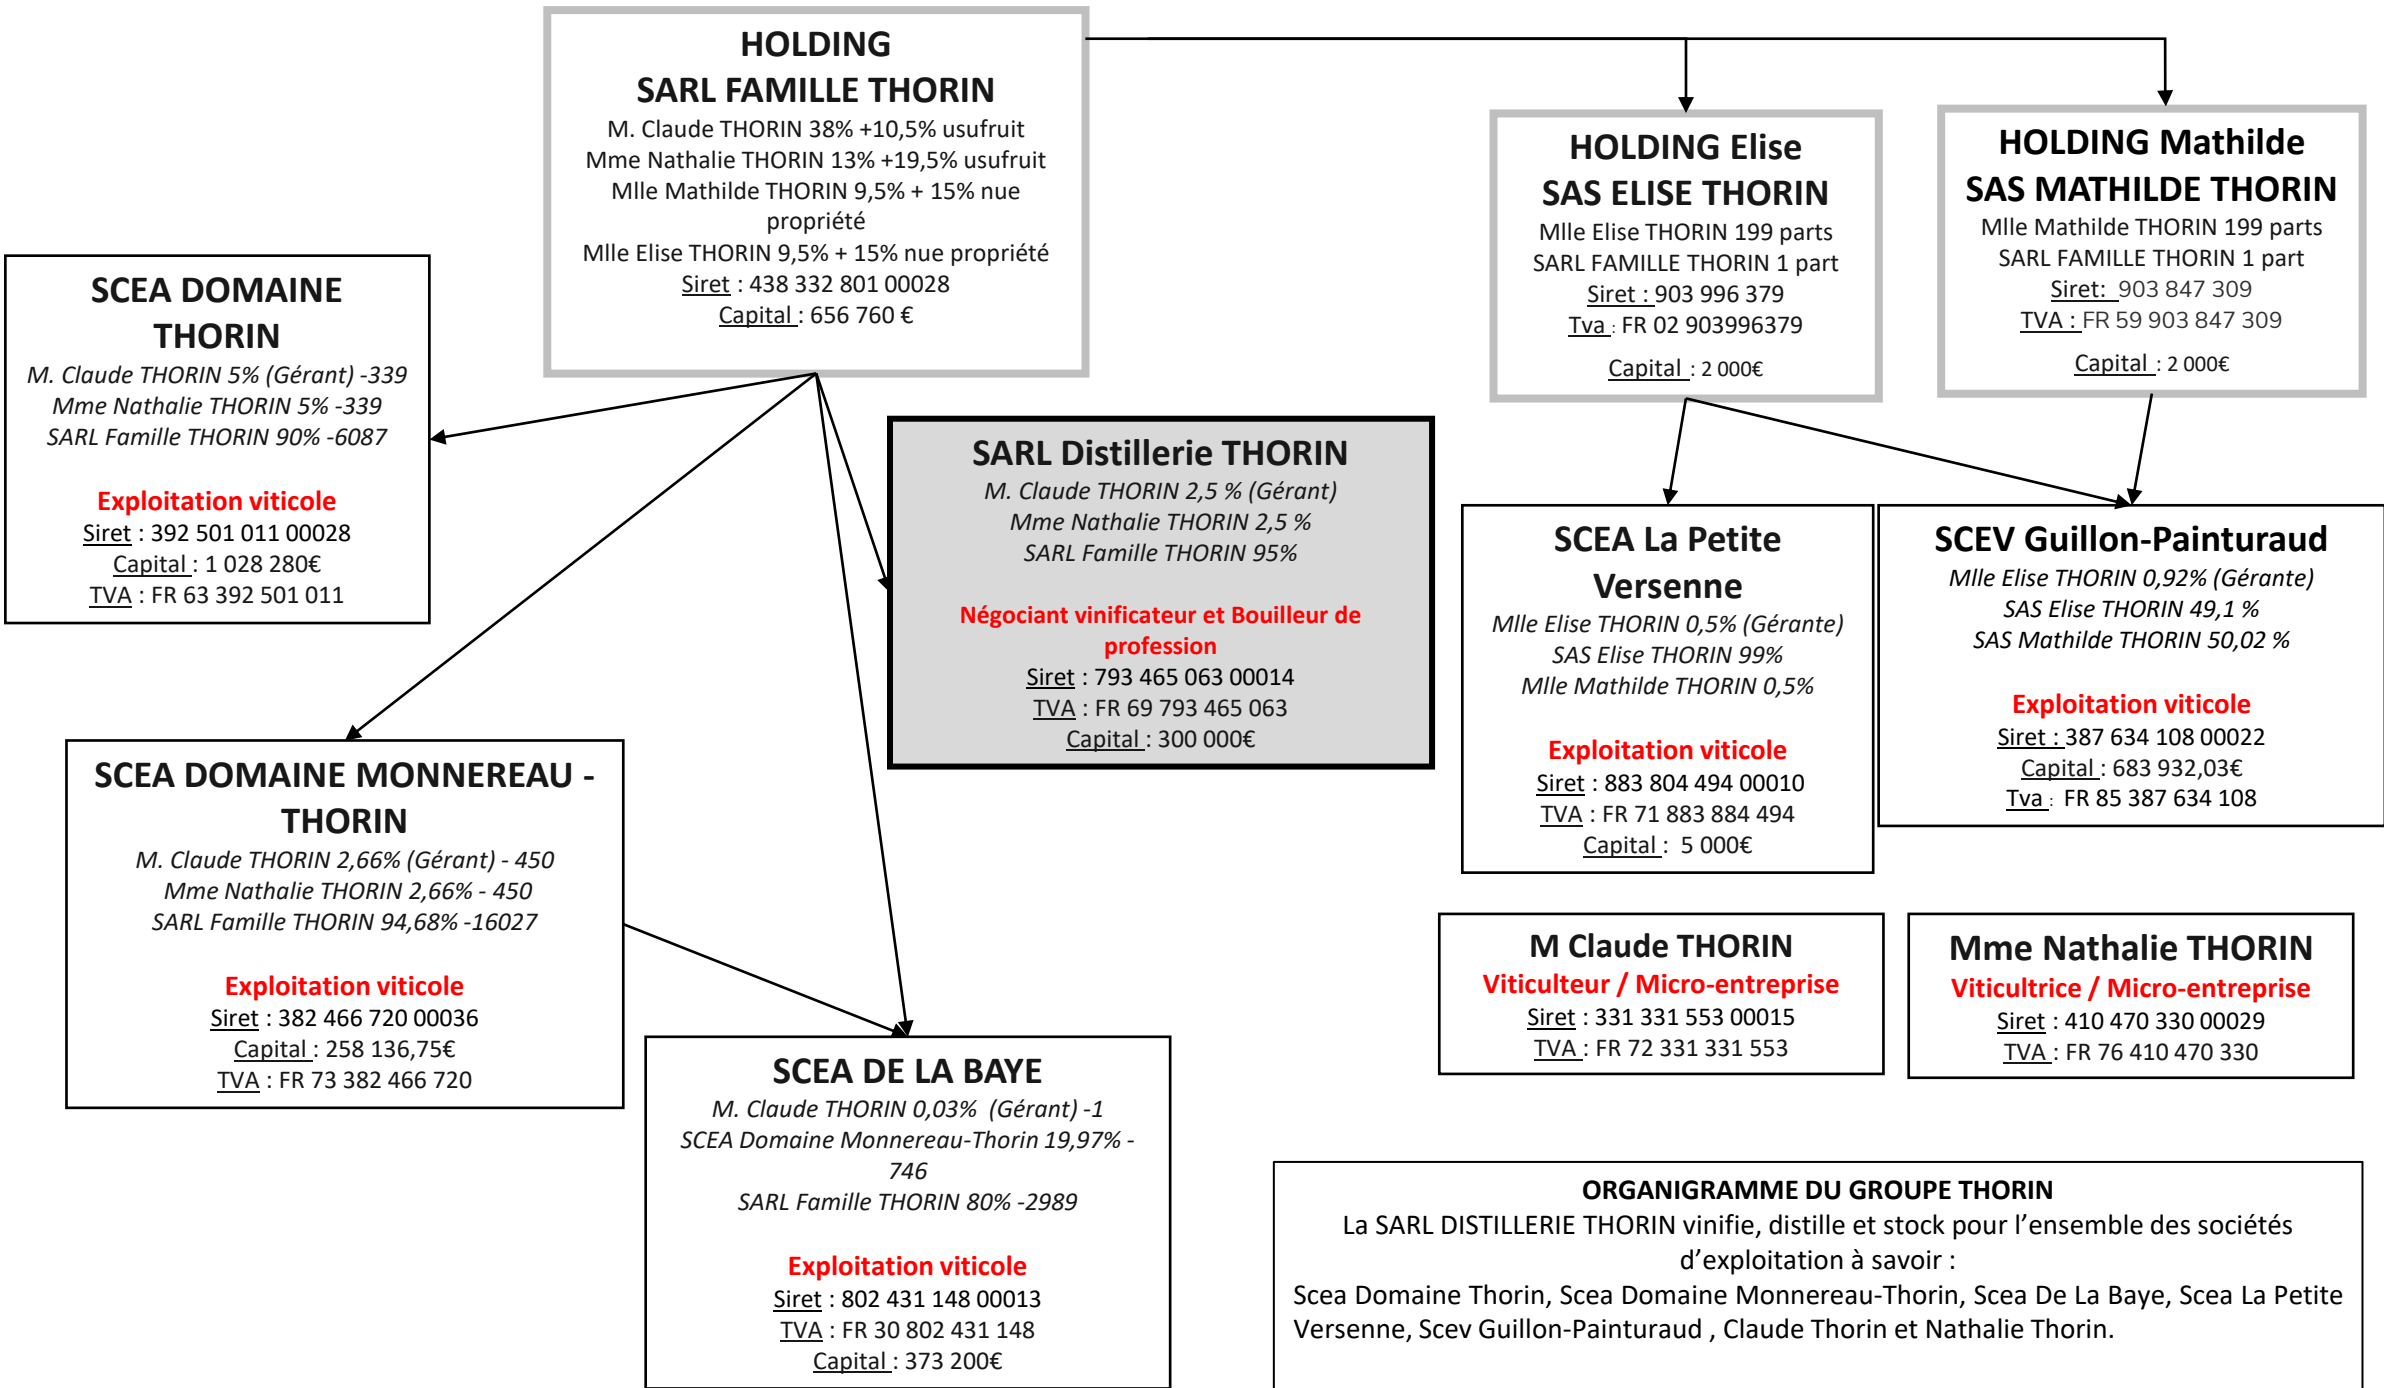 HOLDING
SARL FAMILLE THORIN
M. Claude THORIN 38% +10,5% usufruit
Mme Nathalie THORIN 13% +19,5% usufruit
Mlle Mathilde THORIN 9,5% + 15% nue
propriété
Mlle Elise THORIN 9,5% + 15% nue propriété
Siret : 438 332 801 00028
Capital : 656 760 €
HOLDING Elise
SAS ELISE THORIN
Mlle Elise THORIN 199 parts
SARL FAMILLE THORIN 1 part
Siret : 903 996 379
Tva : FR 02 903996379
Capital : 2 000€
HOLDING Mathilde
SAS MATHILDE THORIN
Mlle Mathilde THORIN 199 parts
SARL FAMILLE THORIN 1 part
Siret: 903 847 309
TVA : FR 59 903 847 309
Capital : 2 000€
SCEA DOMAINE
THORIN
M. Claude THORIN 5% (Gérant) -339
Mme Nathalie THORIN 5% -339
SARL Famille THORIN 90% -6087
Exploitation viticole
Siret : 392 501 011 00028
Capital : 1 028 280€
TVA : FR 63 392 501 011
SARL Distillerie THORIN
M. Claude THORIN 2,5 % (Gérant)
Mme Nathalie THORIN 2,5 %
SARL Famille THORIN 95%
Négociant vinificateur et Bouilleur de
profession
Siret : 793 465 063 00014
TVA : FR 69 793 465 063
Capital : 300 000€
SCEA La Petite
Versenne
Mlle Elise THORIN 0,5% (Gérante)
SAS Elise THORIN 99%
Mlle Mathilde THORIN 0,5%
Exploitation viticole
Siret : 883 804 494 00010
TVA : FR 71 883 884 494
Capital : 5 000€
SCEV Guillon-Painturaud
Mlle Elise THORIN 0,92% (Gérante)
SAS Elise THORIN 49,1 %
SAS Mathilde THORIN 50,02 %
Exploitation viticole
Siret : 387 634 108 00022
Capital : 683 932,03€
Tva : FR 85 387 634 108
SCEA DOMAINE MONNEREAU -
THORIN
M. Claude THORIN 2,66% (Gérant) - 450
Mme Nathalie THORIN 2,66% - 450
SARL Famille THORIN 94,68% -16027
Exploitation viticole
Siret : 382 466 720 00036
Capital : 258 136,75€
TVA : FR 73 382 466 720
M Claude THORIN
Viticulteur / Micro-entreprise
Siret : 331 331 553 00015
TVA : FR 72 331 331 553
Mme Nathalie THORIN
Viticultrice / Micro-entreprise
Siret : 410 470 330 00029
TVA : FR 76 410 470 330
SCEA DE LA BAYE
M. Claude THORIN 0,03% (Gérant) -1
SCEA Domaine Monnereau-Thorin 19,97% -
746
SARL Famille THORIN 80% -2989
Exploitation viticole
Siret : 802 431 148 00013
TVA : FR 30 802 431 148
Capital : 373 200€
ORGANIGRAMME DU GROUPE THORIN
La SARL DISTILLERIE THORIN vinifie, distille et stock pour l’ensemble des sociétés
d’exploitation à savoir :
Scea Domaine Thorin, Scea Domaine Monnereau-Thorin, Scea De La Baye, Scea La Petite
Versenne, Scev Guillon-Painturaud , Claude Thorin et Nathalie Thorin.